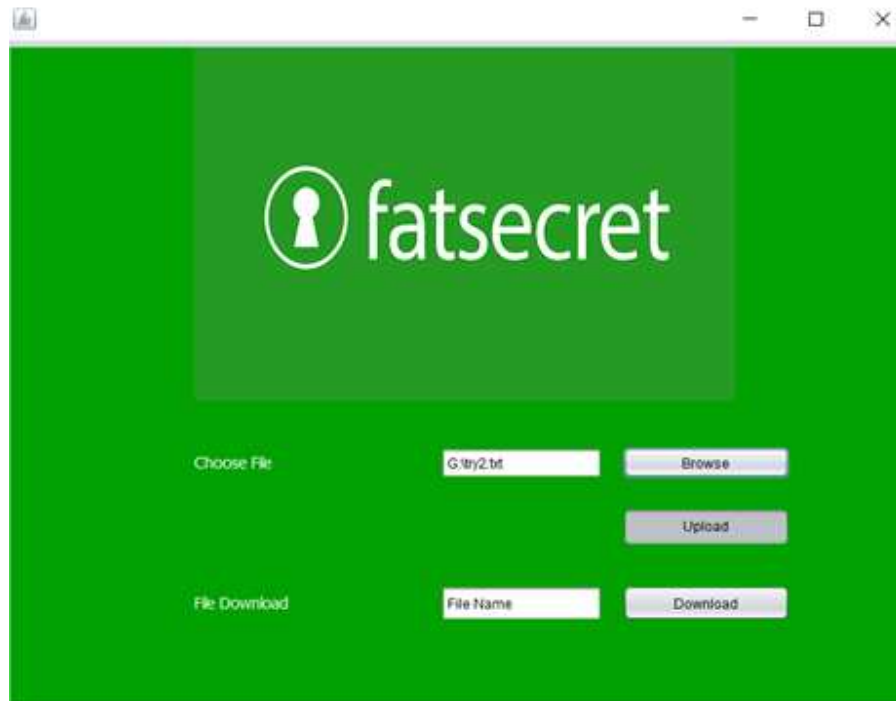 fatsecret
Choose File
G:\try2.txt
Browse
Upload
File Download
File Name
Download